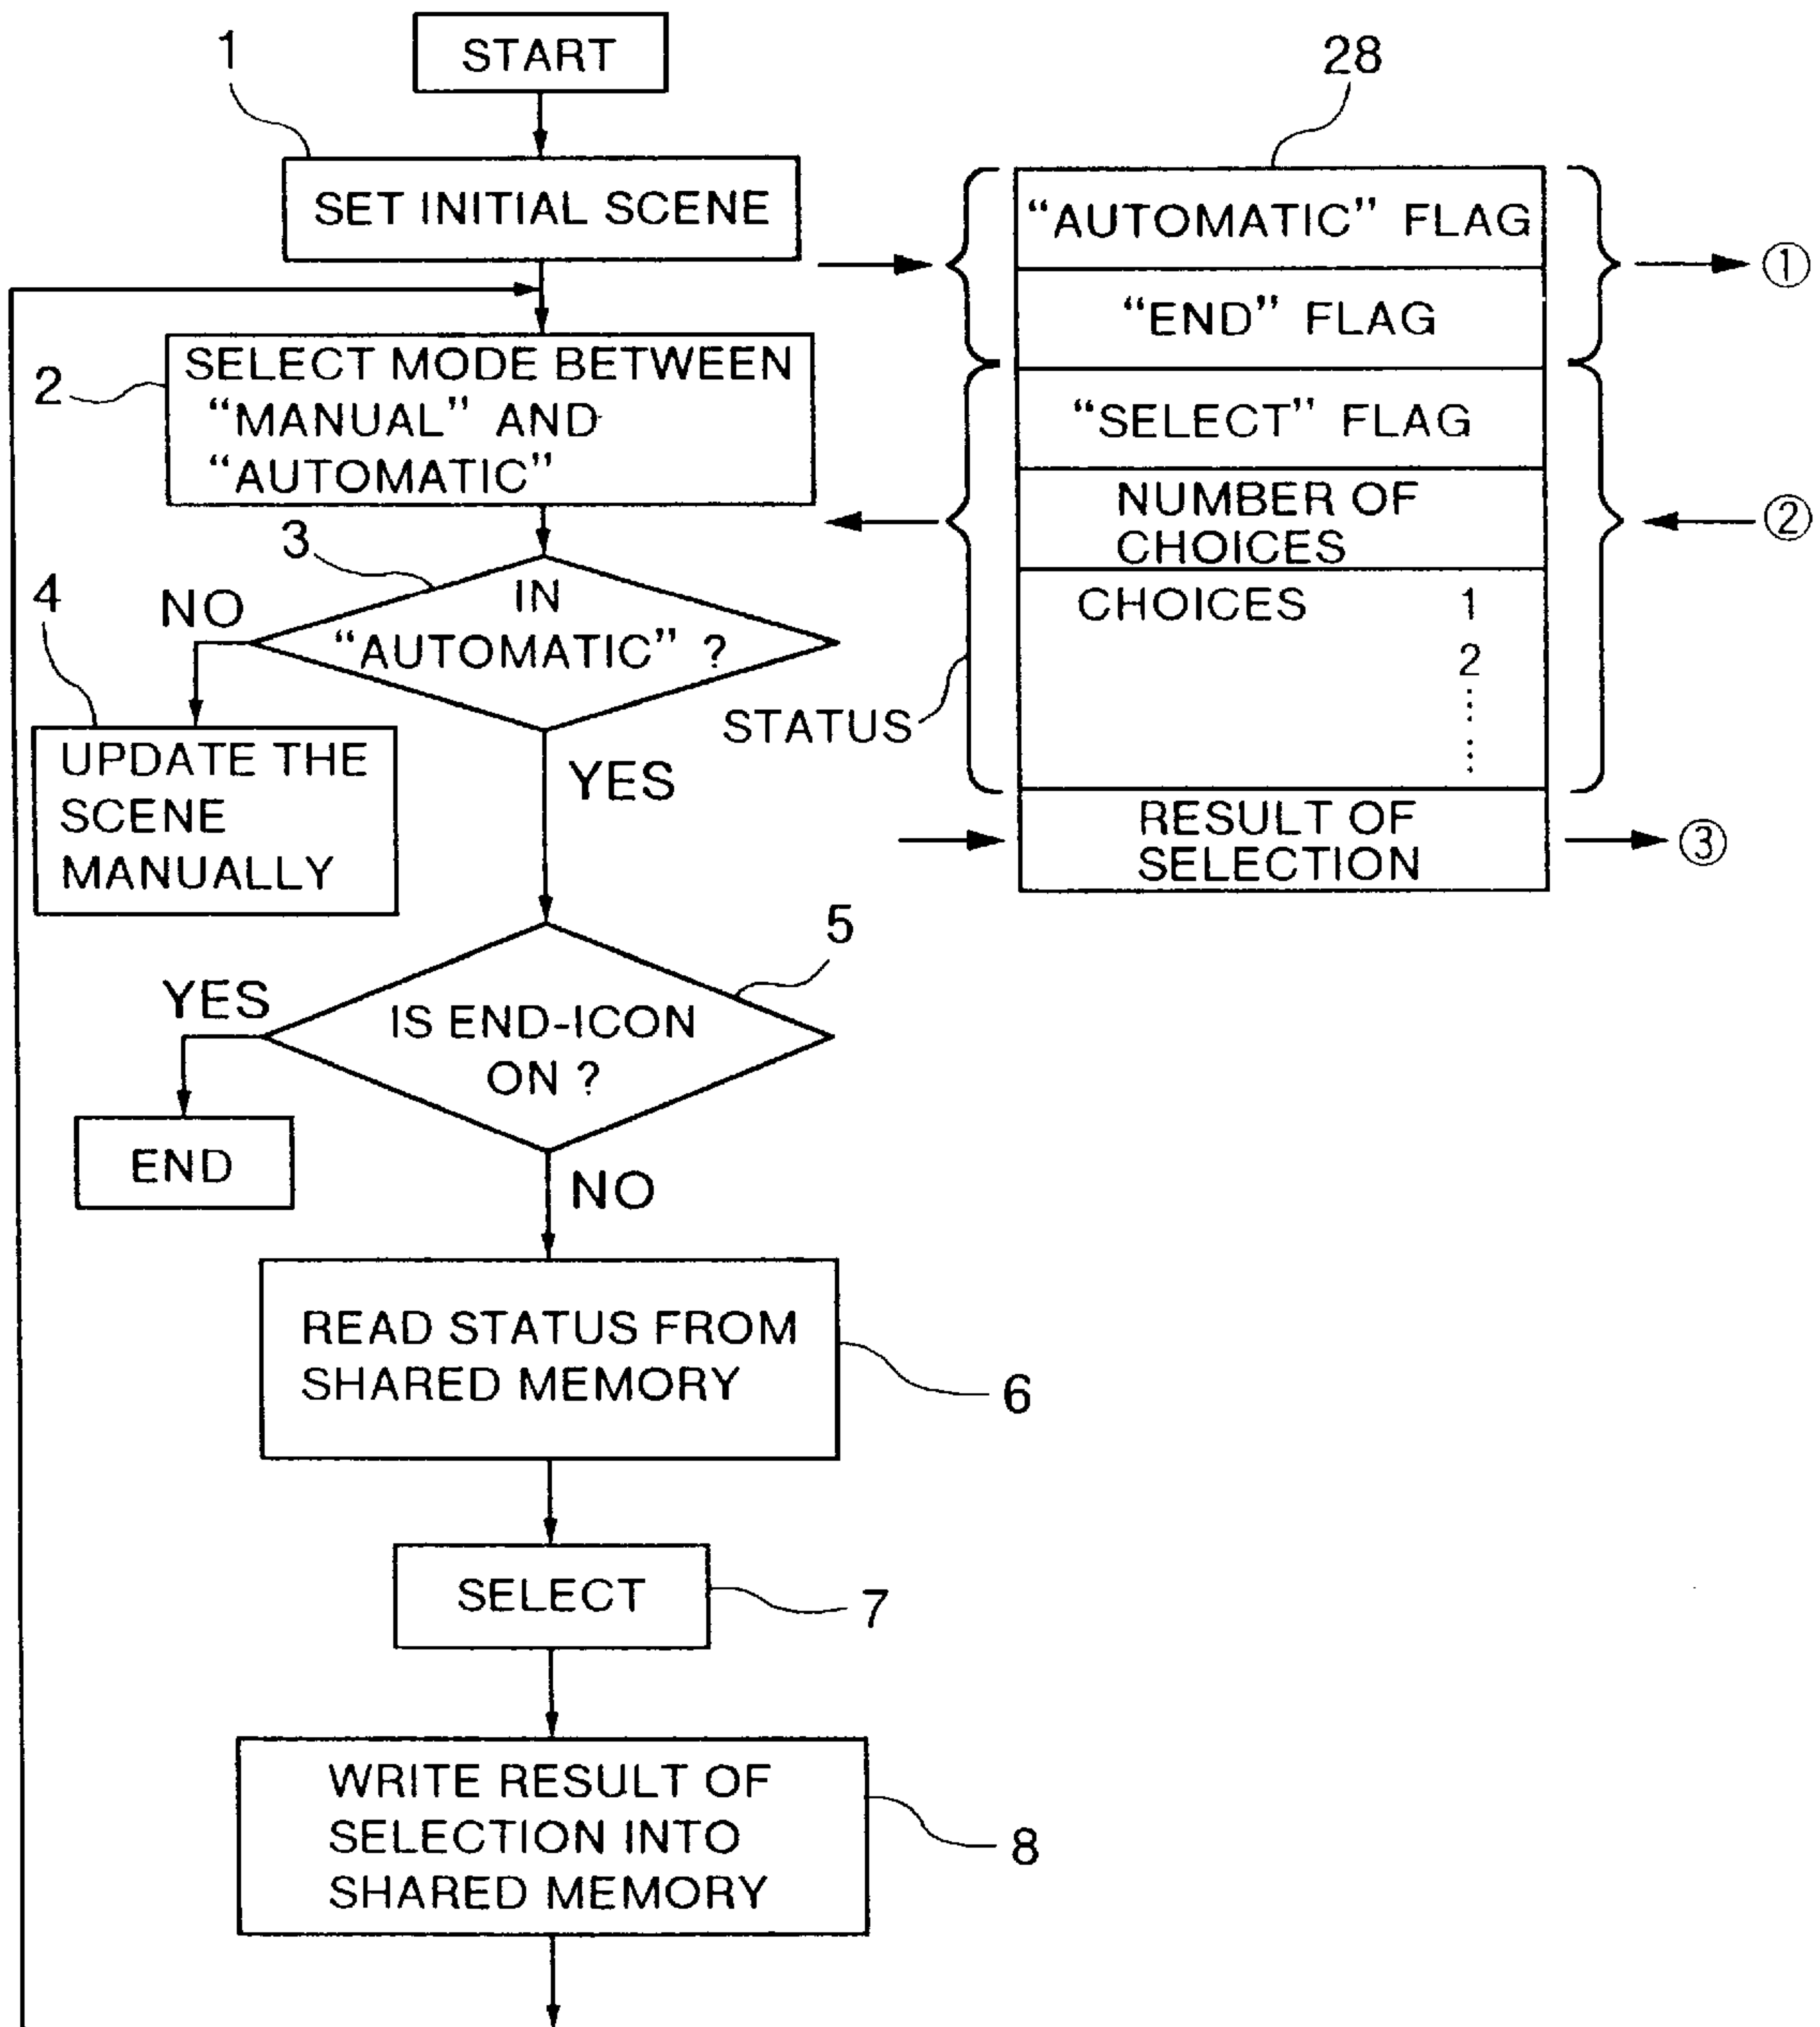 START
1
SET INITIAL SCENE
2
SELECT MODE BETWEEN
“MANUAL” AND
“AUTOMATIC”
3
IN
“AUTOMATIC” ?
NO
4
UPDATE THE
SCENE
MANUALLY
YES
5
IS END-ICON
ON ?
YES
END
NO
READ STATUS FROM
SHARED MEMORY
6
SELECT
7
WRITE RESULT OF
SELECTION INTO
SHARED MEMORY
8
28
“AUTOMATIC” FLAG
“END” FLAG
①
“SELECT” FLAG
NUMBER OF
CHOICES
②
CHOICES 1
2
⋮
⋮
STATUS
RESULT OF
SELECTION
③